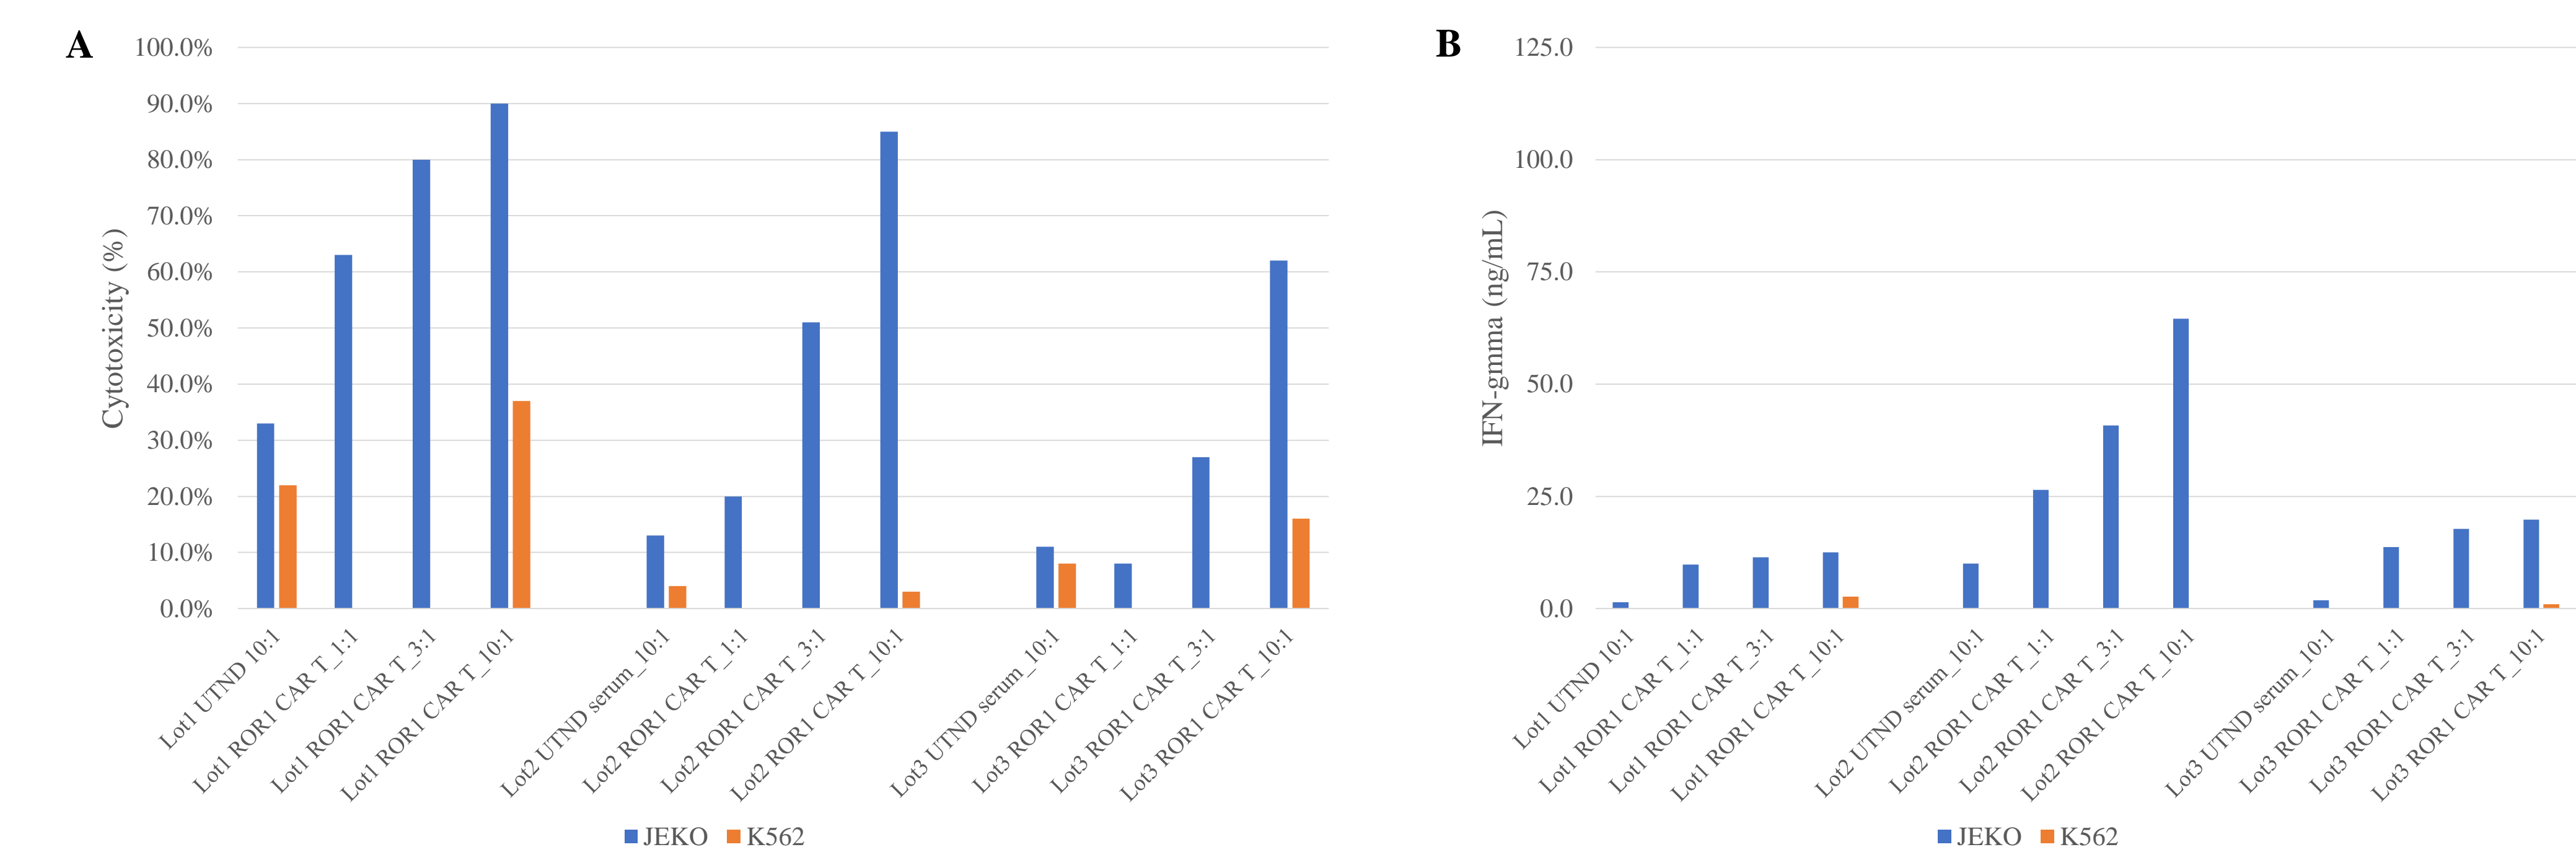 A
100.0%
90.0%
80.0%
70.0%
60.0%
50.0%
40.0%
30.0%
20.0%
10.0%
0.0%
Cytotoxicity (%)
Lot1 UTND 10:1
Lot1 ROR1 CAR T_1:1
Lot1 ROR1 CAR T_3:1
Lot1 ROR1 CAR T_10:1
Lot2 UTND serum_10:1
Lot2 ROR1 CAR T_1:1
Lot2 ROR1 CAR T_3:1
Lot2 ROR1 CAR T_10:1
Lot3 UTND serum_10:1
Lot3 ROR1 CAR T_1:1
Lot3 ROR1 CAR T_3:1
Lot3 ROR1 CAR T_10:1
JEKO K562
B
125.0
100.0
75.0
50.0
25.0
0.0
IFN-gmma (ng/mL)
Lot1 UTND 10:1
Lot1 ROR1 CAR T_1:1
Lot1 ROR1 CAR T_3:1
Lot1 ROR1 CAR T_10:1
Lot2 UTND serum_10:1
Lot2 ROR1 CAR T_1:1
Lot2 ROR1 CAR T_3:1
Lot2 ROR1 CAR T_10:1
Lot3 UTND serum_10:1
Lot3 ROR1 CAR T_1:1
Lot3 ROR1 CAR T_3:1
Lot3 ROR1 CAR T_10:1
JEKO K562